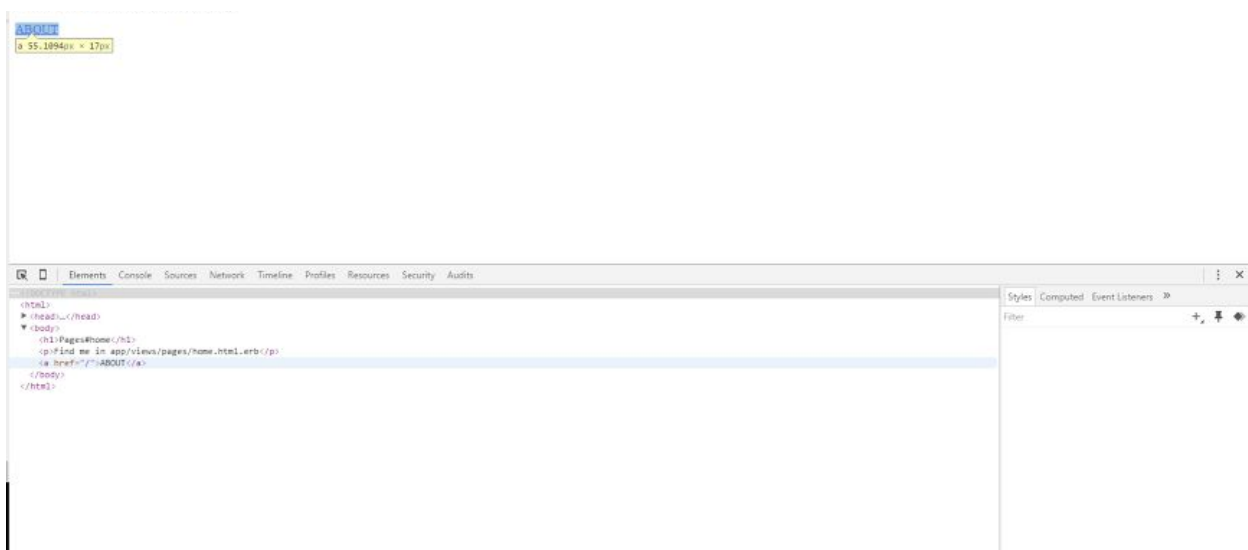 ABOUT
a 55.1094px × 17px
Elements Console Sources Network Timeline Profiles Resources Security Audits
<!DOCTYPE html>
<html>
<head>…</head>
<body>
<h1>Pages#home</h1>
<p>Find me in app/views/pages/home.html.erb</p>
<a href="/">ABOUT</a>
</body>
</html>
Styles Computed Event Listeners »
Filter